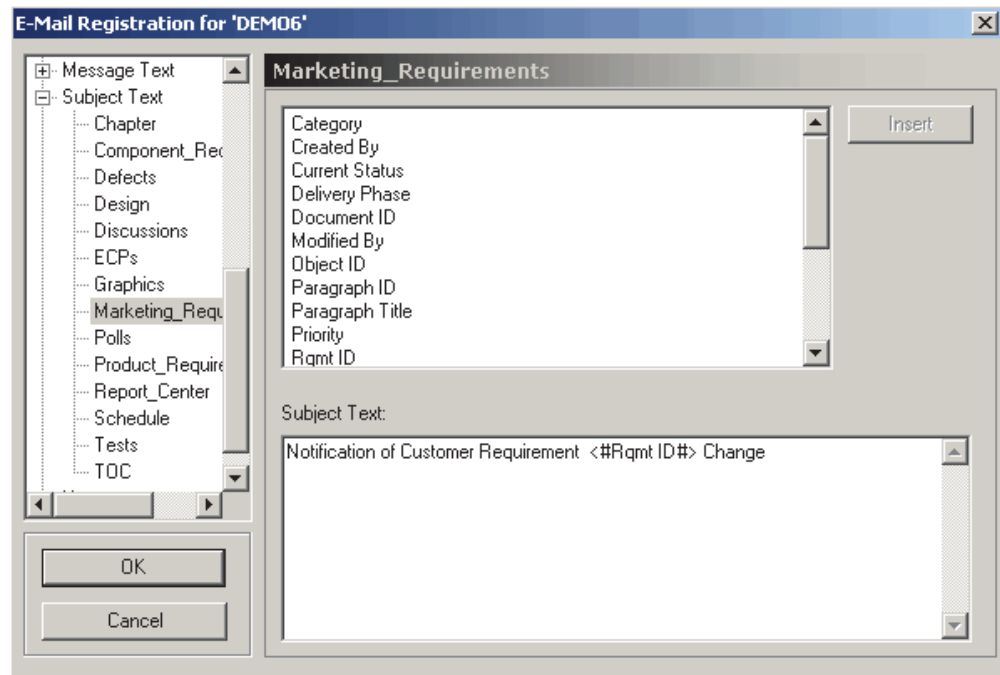 E-Mail Registration for 'DEMO6'
Message Text
Subject Text
Chapter
Component_Req
Defects
Design
Discussions
ECPs
Graphics
Marketing_Requ
Polls
Product_Require
Report_Center
Schedule
Tests
TOC
OK
Cancel
Marketing_Requirements
Category
Created By
Current Status
Delivery Phase
Document ID
Modified By
Object ID
Paragraph ID
Paragraph Title
Priority
Rqmt ID
Insert
Subject Text:
Notification of Customer Requirement <#Rqmt ID#> Change